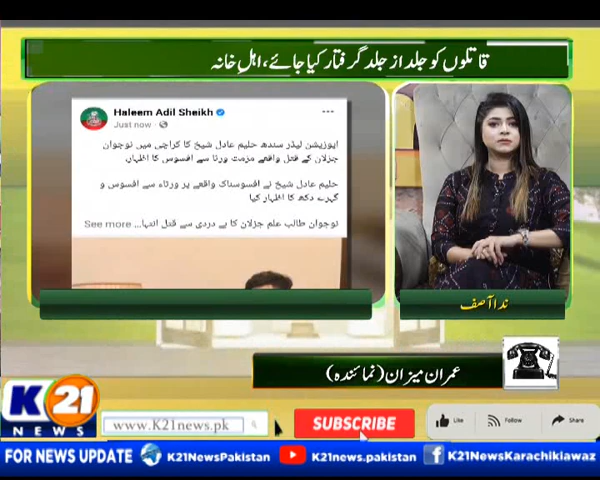 قاتلوں کو جلد از جلد گرفتار کیا جائے، اہلِ خانہ
Haleem Adil Sheikh
Just now
اپوزیشن لیڈر سندھ حلیم عادل شیخ کا کراچی میں نوجوان
جزلان کے قتل واقعے مزمت ورثا سے افسوس کا اظہار۔
حلیم عادل شیخ نے افسوسناک واقعے پر ورثاء سے افسوس و
گہرے دکھ کا اظہار کیا
نوجوان طالب علم جزلان کا بے دردی سے قتل انتہا... See more
ندا آصف
عمران میزان (نمائندہ)
K21
NEWS
www.K21news.pk
SUBSCRIBE
Like
Follow
Share
FOR NEWS UPDATE
K21NewsPakistan
K21news.pakistan
K21NewsKarachikiawaz